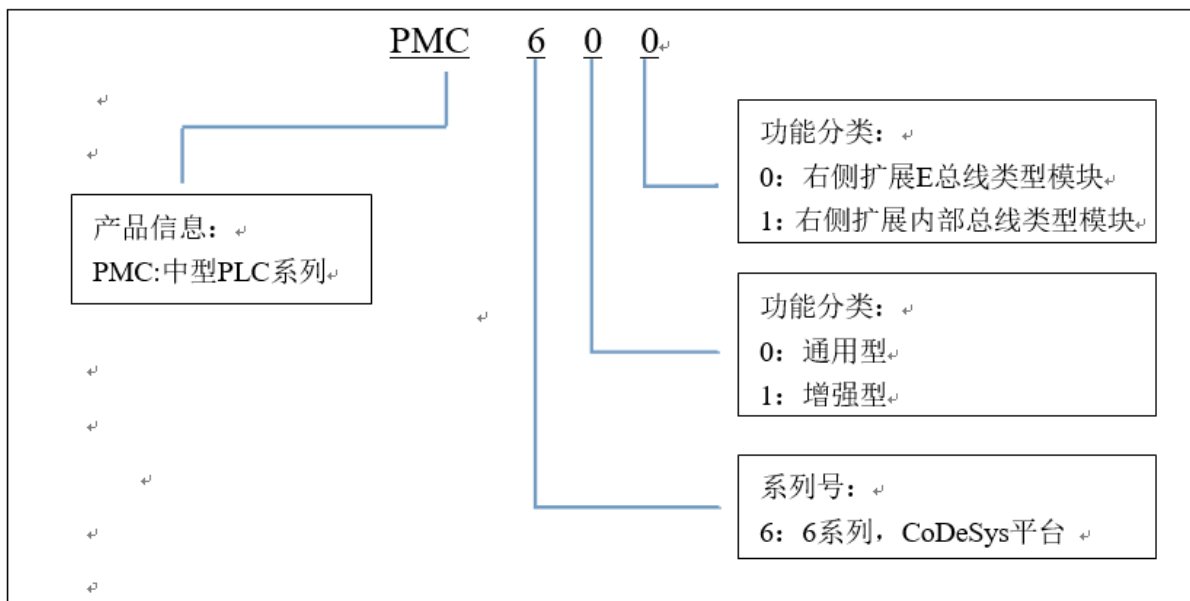 PMC 6 0 0
功能分类：
0：右侧扩展E总线类型模块
1：右侧扩展内部总线类型模块
产品信息：
PMC:中型PLC系列
功能分类：
0：通用型
1：增强型
系列号：
6：6系列，CoDeSys平台